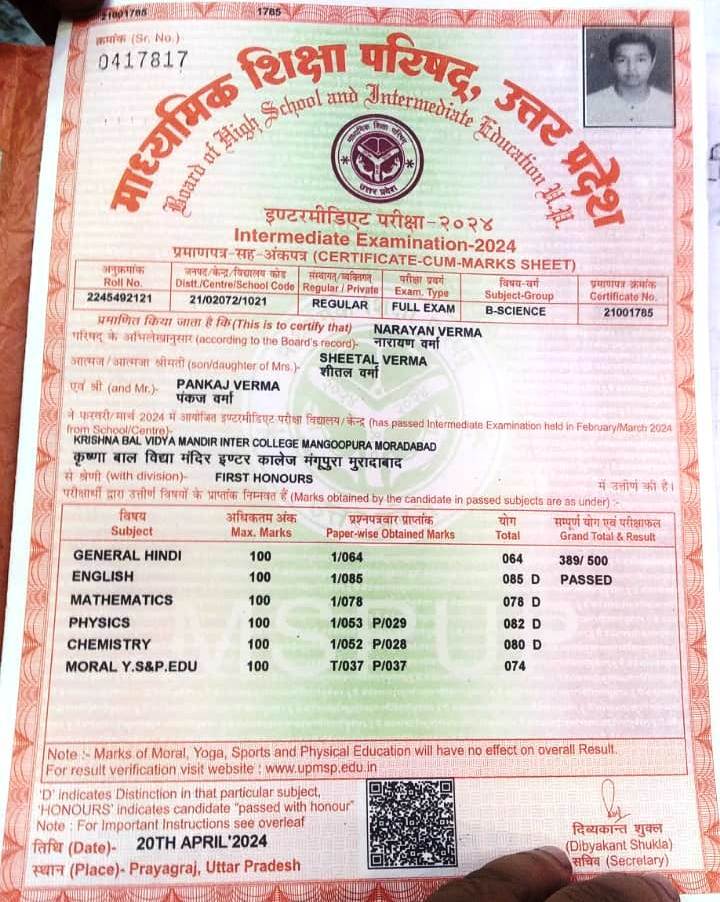 21001785 1785
क्रमांक (Sr. No.)
0417817
माध्यमिक शिक्षा परिषद्, उत्तर प्रदेश
Board of High School and Intermediate Education U.P.
माध्यमिक शिक्षा परिषद्
उत्तर प्रदेश
इण्टरमीडिएट परीक्षा-२०२४
Intermediate Examination-2024
प्रमाणपत्र-सह-अंकपत्र (CERTIFICATE-CUM-MARKS SHEET)
अनुक्रमांक जनपद/केन्द्र/विद्यालय कोड संस्थागत/व्यक्तिगत परीक्षा प्रवर्ग विषय-वर्ग प्रमाणपत्र क्रमांक
Roll No. Distt./Centre/School Code Regular / Private Exam. Type Subject-Group Certificate No.
2245492121 21/02072/1021 REGULAR FULL EXAM B-SCIENCE 21001785
प्रमाणित किया जाता है कि (This is to certify that) NARAYAN VERMA
परिषद् के अभिलेखानुसार (according to the Board's record)- नारायण वर्मा
आत्मज/आत्मजा श्रीमती (son/daughter of Mrs.)- SHEETAL VERMA
शीतल वर्मा
एवं श्री (and Mr.)- PANKAJ VERMA
पंकज वर्मा
ने फरवरी/मार्च 2024 में आयोजित इण्टरमीडिएट परीक्षा विद्यालय/केन्द्र (has passed Intermediate Examination held in February/March 2024
from School/Centre)-
KRISHNA BAL VIDYA MANDIR INTER COLLEGE MANGOOPURA MORADABAD
कृष्णा बाल विद्या मंदिर इण्टर कालेज मंगूपुरा मुरादाबाद
से श्रेणी (with division)- FIRST HONOURS में उत्तीर्ण की है।
परीक्षार्थी द्वारा उत्तीर्ण विषयों के प्राप्तांक निम्नवत हैं (Marks obtained by the candidate in passed subjects are as under) :-
विषय अधिकतम अंक प्रश्नपत्रवार प्राप्तांक योग सम्पूर्ण योग एवं परीक्षाफल
Subject Max. Marks Paper-wise Obtained Marks Total Grand Total & Result
GENERAL HINDI 100 1/064 064 389/ 500
ENGLISH 100 1/085 085 D PASSED
MATHEMATICS 100 1/078 078 D
PHYSICS 100 1/053 P/029 082 D
CHEMISTRY 100 1/052 P/028 080 D
MORAL Y.S&P.EDU 100 T/037 P/037 074
MSPUP
Note :- Marks of Moral, Yoga, Sports and Physical Education will have no effect on overall Result.
For result verification visit website : www.upmsp.edu.in
'D' indicates Distinction in that particular subject,
'HONOURS' indicates candidate "passed with honour"
Note : For Important Instructions see overleaf
तिथि (Date)- 20TH APRIL'2024
स्थान (Place)- Prayagraj, Uttar Pradesh
दिव्यकान्त शुक्ल
(Dibyakant Shukla)
सचिव (Secretary)